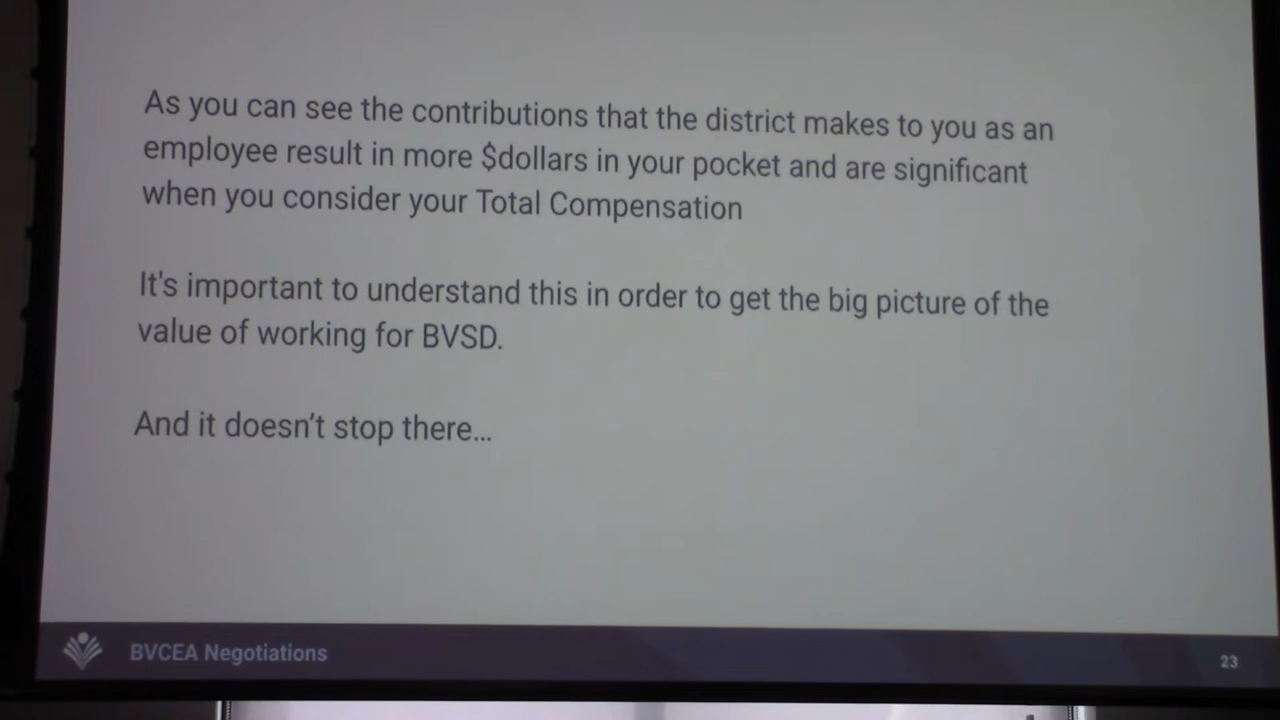 As you can see the contributions that the district makes to you as an
employee result in more $dollars in your pocket and are significant
when you consider your Total Compensation
It's important to understand this in order to get the big picture of the
value of working for BVSD.
And it doesn’t stop there...
BVCEA Negotiations
23